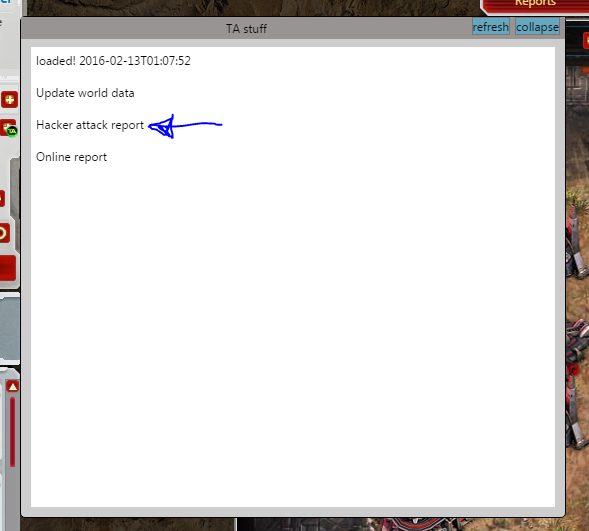 Reports
TA stuff
refresh
collapse
loaded! 2016-02-13T01:07:52
Update world data
Hacker attack report
Online report
TA